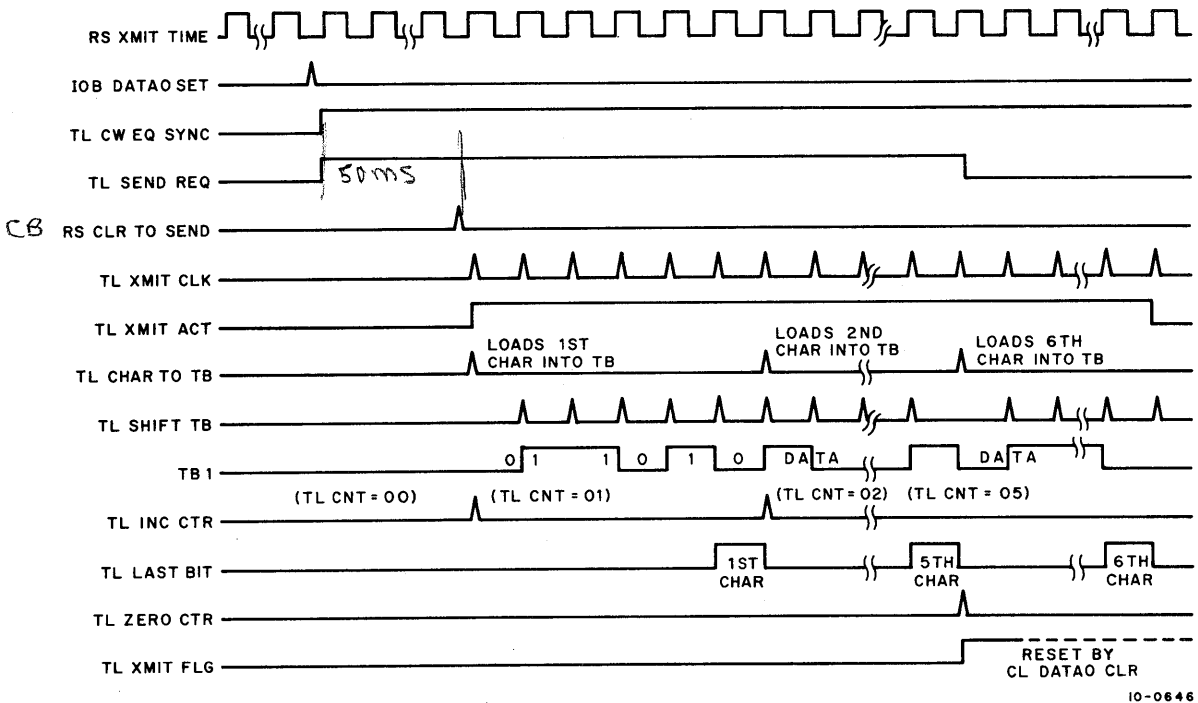 RS XMIT TIME
IOB DATAO SET
TL CW EQ SYNC
TL SEND REQ
50ms
CB RS CLR TO SEND
TL XMIT CLK
TL XMIT ACT
LOADS 1ST
CHAR INTO TB
LOADS 2ND
CHAR INTO TB
LOADS 6TH
CHAR INTO TB
TL CHAR TO TB
TL SHIFT TB
TB1
0 1 1 0 1 0 DATA DATA
(TL CNT = 00) (TL CNT = 01) (TL CNT = 02) (TL CNT = 05)
TL INC CTR
TL LAST BIT
1ST
CHAR
5TH
CHAR
6TH
CHAR
TL ZERO CTR
TL XMIT FLG
RESET BY
CL DATAO CLR
10-0646